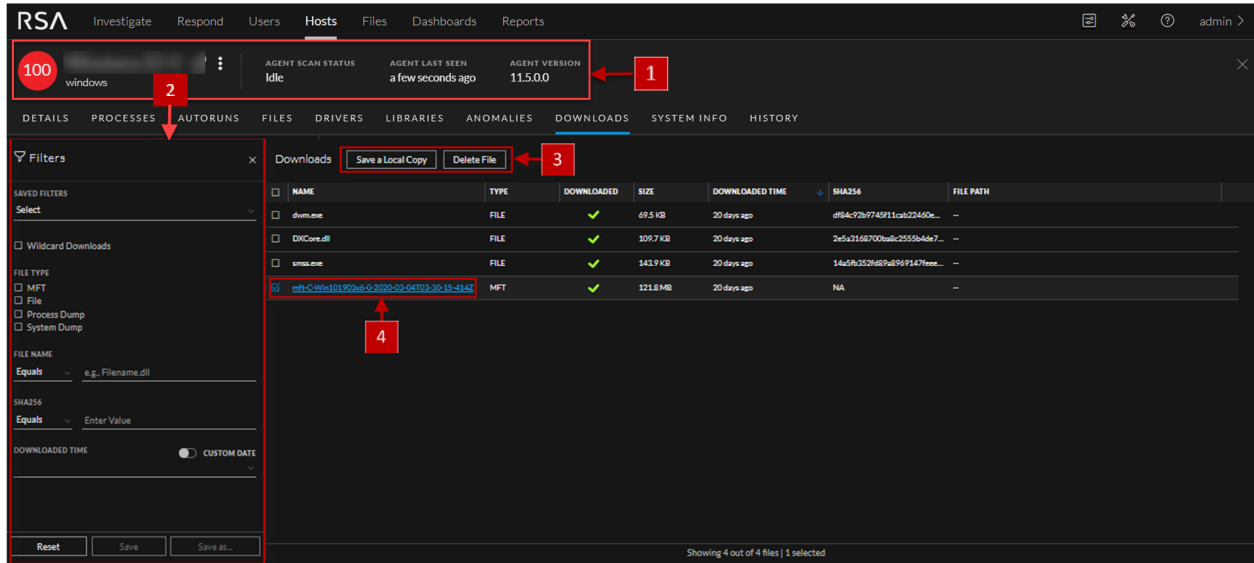 RSA Investigate Respond Users Hosts Files Dashboards Reports admin >
100
windows
AGENT SCAN STATUS AGENT LAST SEEN AGENT VERSION
Idle a few seconds ago 11.5.0.0
1
2
DETAILS PROCESSES AUTORUNS FILES DRIVERS LIBRARIES ANOMALIES DOWNLOADS SYSTEM INFO HISTORY
Filters
SAVED FILTERS
Select
Wildcard Downloads
FILE TYPE
MFT
File
Process Dump
System Dump
FILE NAME
Equals e.g., Filename.dll
SHA256
Equals Enter Value
DOWNLOADED TIME CUSTOM DATE
Reset Save Save as...
Downloads Save a Local Copy Delete File 3
NAME TYPE DOWNLOADED SIZE DOWNLOADED TIME SHA256 FILE PATH
dwm.exe FILE 69.5 KB 20 days ago df84c92b9745f11cab22460e... --
DXCore.dll FILE 109.7 KB 20 days ago 2e5a3168700ba8c2555b4de7... --
smss.exe FILE 143.9 KB 20 days ago 14a5fb352fd89a8969147feee... --
mft-C-Win101903x6-0-2020-03-04T03-30-15-414Z MFT 121.8 MB 20 days ago NA --
4
Showing 4 out of 4 files | 1 selected